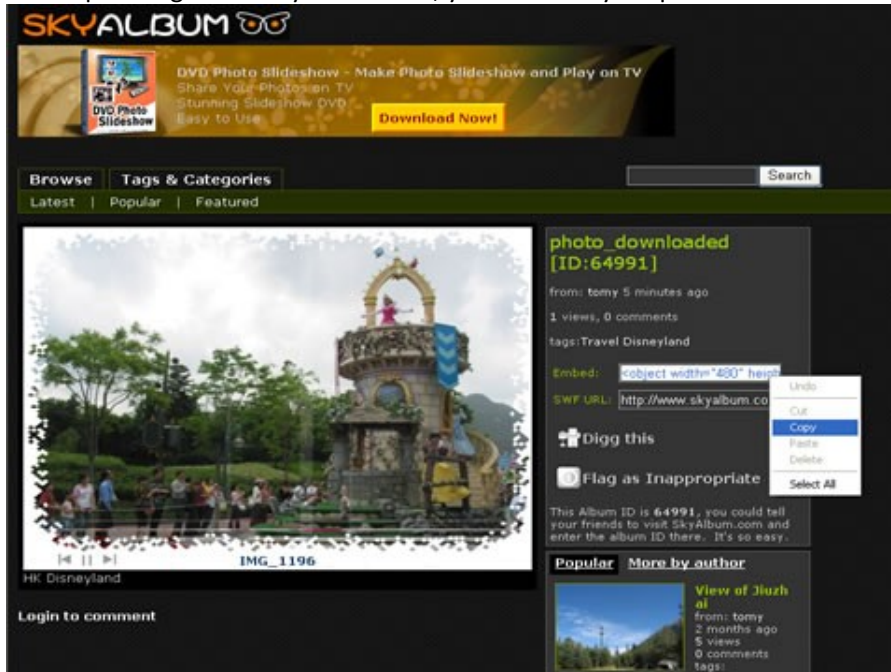 SKYALBUM
DVD Photo Slideshow - Make Photo Slideshow and Play on TV
Share Your Photos on TV
Stunning Slideshow DVD
Easy to Use
Download Now!
DVD Photo
Slideshow
Browse
Tags & Categories
Search
Latest | Popular | Featured
photo_downloaded
[ID:64991]
from: tomy 5 minutes ago
1 views, 0 comments
tags:Travel Disneyland
Embed: <object width="480" heigh
SWF URL: http://www.skyalbum.co
Undo
Cut
Copy
Paste
Delete
Select All
Digg this
Flag as Inappropriate
This Album ID is 64991, you could tell
your friends to visit SkyAlbum.com and
enter the album ID there. It's so easy.
IMG_1196
HK Disneyland
Login to comment
Popular More by author
View of Jiuzh
ai
from: tomy
2 months ago
5 views
0 comments
tags: